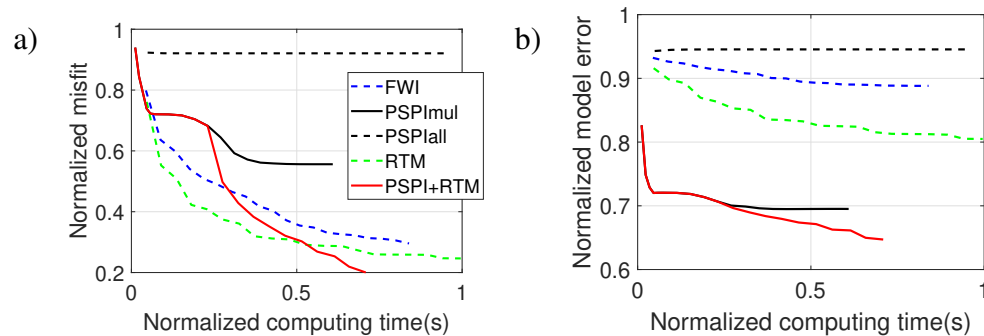 a)
Normalized misfit
1
0.8
0.6
0.4
0.2
0
0.5
1
Normalized computing time(s)
FWI
PSPImul
PSPIall
RTM
PSPI+RTM
b)
Normalized model error
1
0.9
0.8
0.7
0.6
0
0.5
1
Normalized computing time(s)